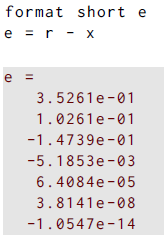 format short e
e = r - x
e =
3.5261e-01
1.0261e-01
-1.4739e-01
-5.1853e-03
6.4084e-05
3.8141e-08
-1.0547e-14